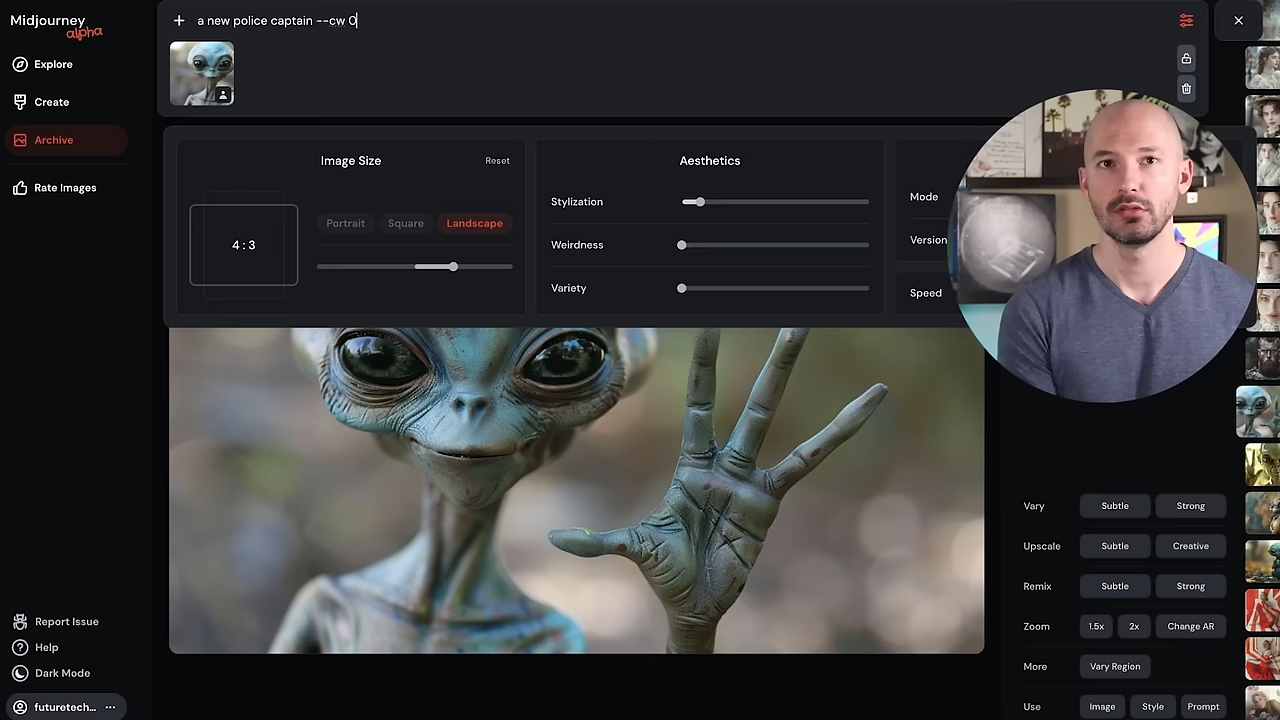 Midjourney
alpha
a new police captain --cw 0
Explore
Create
Archive
Rate Images
Image Size
Reset
Portrait
Square
Landscape
4 : 3
Aesthetics
Stylization
Weirdness
Variety
Mode
Version
Speed
Vary
Subtle
Strong
Upscale
Subtle
Creative
Remix
Subtle
Strong
Zoom
1.5x
2x
Change AR
More
Vary Region
Use
Image
Style
Prompt
Report Issue
Help
Dark Mode
futuretech...